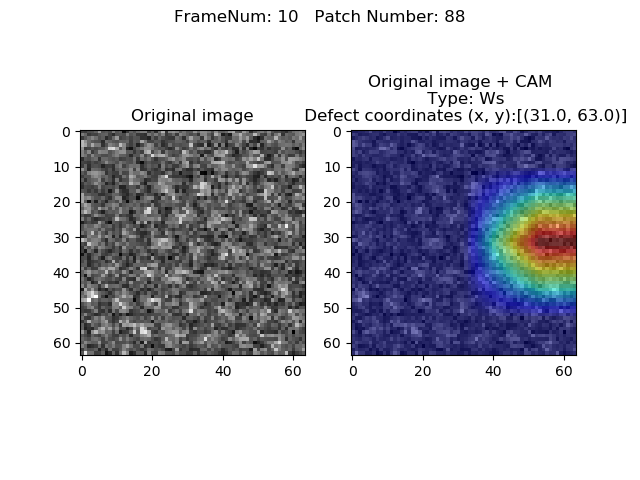 FrameNum: 10   Patch Number: 88
Original image
Original image + CAM
Type: Ws
Defect coordinates (x, y):[(31.0, 63.0)]
0
10
20
30
40
50
60
0 20 40 60
0
10
20
30
40
50
60
0 20 40 60